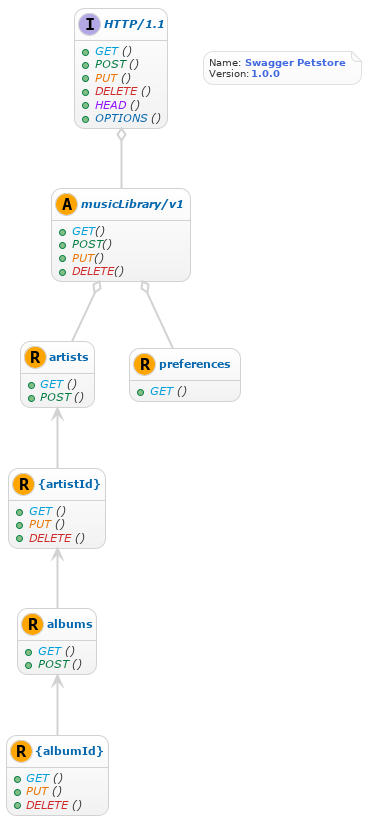 I HTTP/1.1
GET ()
POST ()
PUT ()
DELETE ()
HEAD ()
OPTIONS ()
Name: Swagger Petstore
Version: 1.0.0
A musicLibrary/v1
GET()
POST()
PUT()
DELETE()
R artists
GET ()
POST ()
R preferences
GET ()
R {artistId}
GET ()
PUT ()
DELETE ()
R albums
GET ()
POST ()
R {albumId}
GET ()
PUT ()
DELETE ()